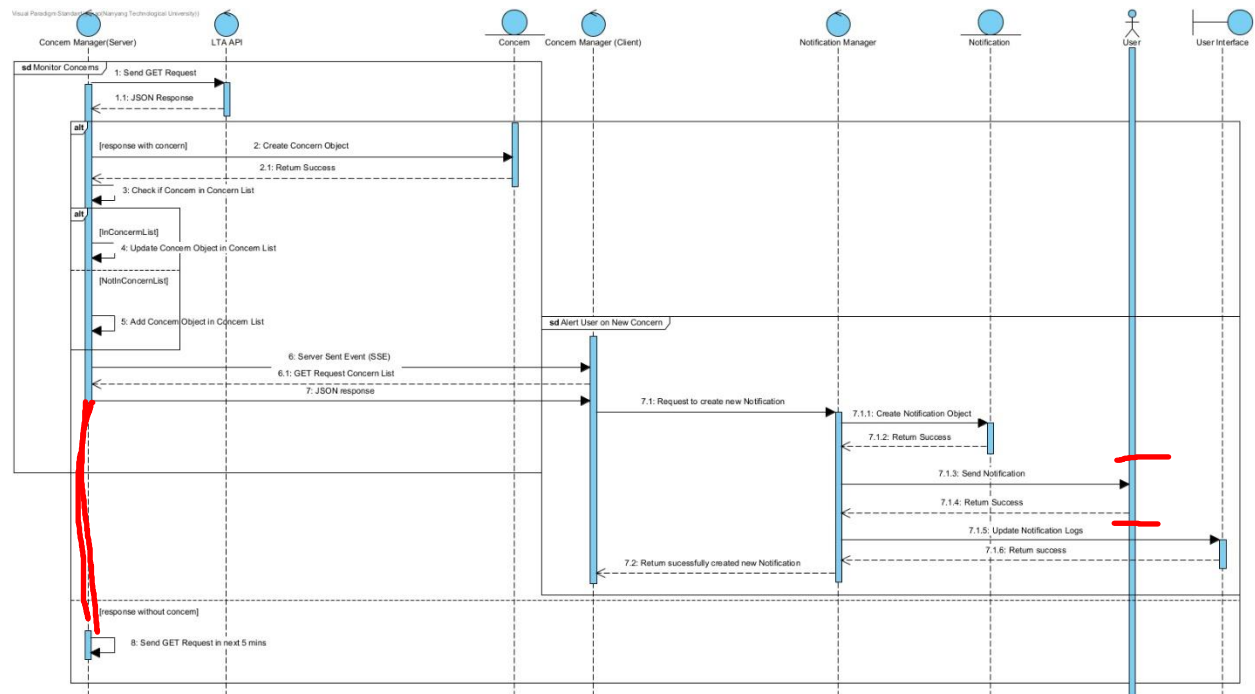 Visual Paradigm Standard (Nanyang Technological University)
Concern Manager(Server)
LTA API
Concern
Concern Manager (Client)
Notification Manager
Notification
User
User Interface
sd Monitor Concerns
1: Send GET Request
1.1: JSON Response
alt
[response with concern]
2: Create Concern Object
2.1: Return Success
3: Check if Concern in Concern List
alt
[InConcernList]
4: Update Concern Object in Concern List
[NotInConcernList]
5: Add Concern Object in Concern List
sd Alert User on New Concern
6: Server Sent Event (SSE)
6.1: GET Request Concern List
7: JSON response
7.1: Request to create new Notification
7.1.1: Create Notification Object
7.1.2: Return Success
7.1.3: Send Notification
7.1.4: Return Success
7.1.5: Update Notification Logs
7.1.6: Return success
7.2: Return sucessfully created new Notification
[response without concern]
8: Send GET Request in next 5 mins